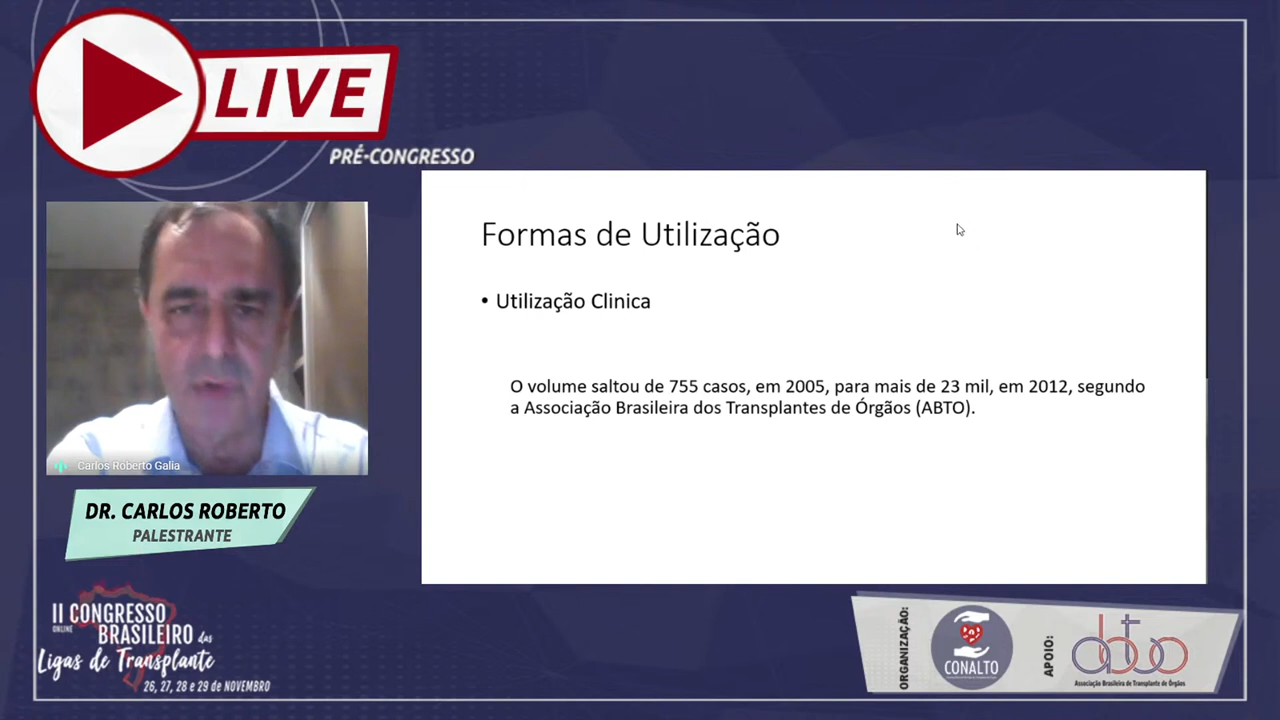 LIVE
PRÉ-CONGRESSO
Formas de Utilização
• Utilização Clinica
O volume saltou de 755 casos, em 2005, para mais de 23 mil, em 2012, segundo
a Associação Brasileira dos Transplantes de Órgãos (ABTO).
Carlos Roberto Galia
DR. CARLOS ROBERTO
PALESTRANTE
II CONGRESSO
ONLINE
BRASILEIRO das
Ligas de Transplante
26, 27, 28 e 29 de NOVEMBRO
ORGANIZAÇÃO:
CONALTO
APOIO:
abto
Associação Brasileira de Transplante de Órgãos